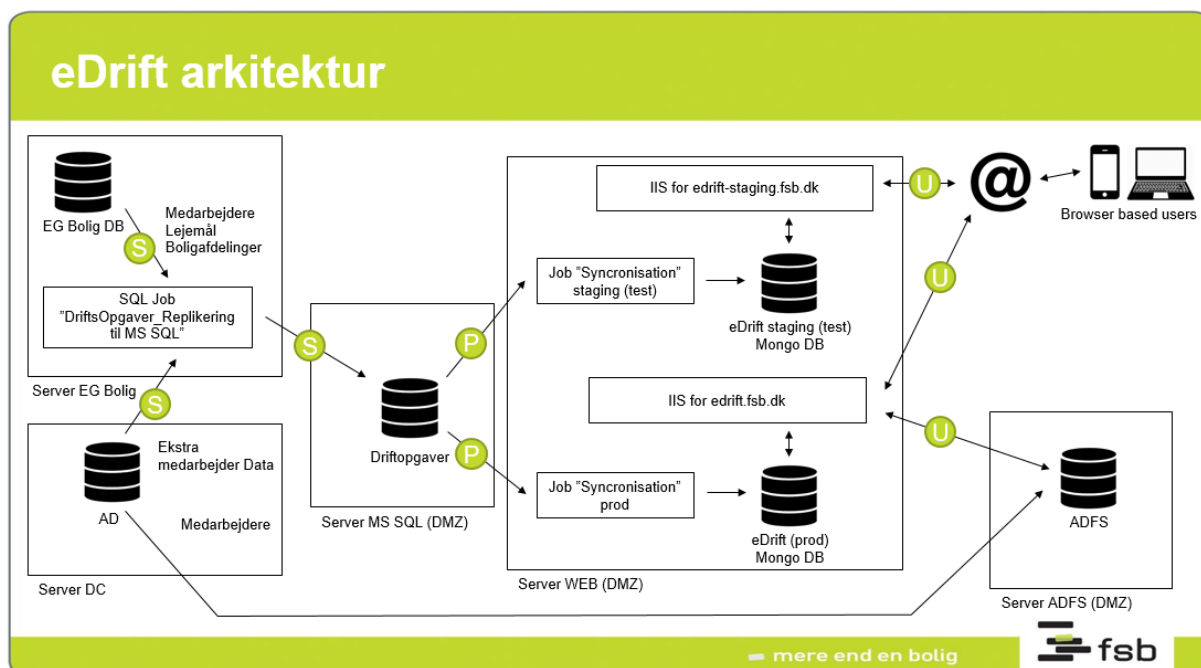 eDrift arkitektur
EG Bolig DB
Medarbejdere
Lejemål
Boligafdelinger
S
SQL Job
"DriftsOpgaver_Replikering
til MS SQL"
Server EG Bolig
S
S
AD
Ekstra
medarbejder Data
Medarbejdere
Server DC
Driftopgaver
Server MS SQL (DMZ)
P
P
IIS for edrift-staging.fsb.dk
Job "Syncronisation"
staging (test)
eDrift staging (test)
Mongo DB
IIS for edrift.fsb.dk
Job "Syncronisation"
prod
eDrift (prod)
Mongo DB
Server WEB (DMZ)
U
@
Browser based users
U
U
ADFS
Server ADFS (DMZ)
mere end en bolig
fsb